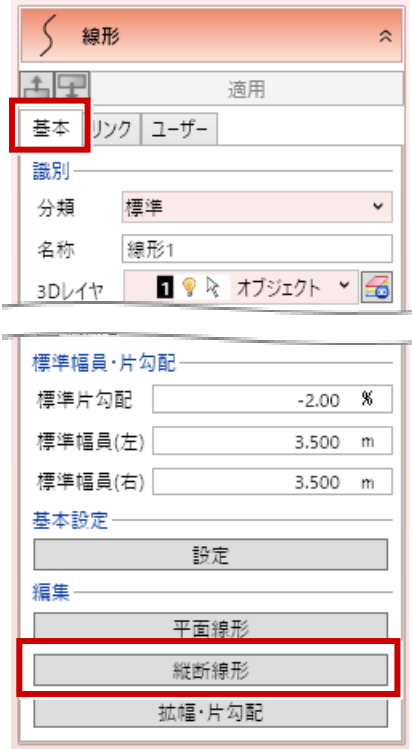 線形
適用
基本 リンク ユーザー
識別
分類 標準
名称 線形1
3Dレイヤ 1 オブジェクト
標準幅員・片勾配
標準片勾配 -2.00 %
標準幅員(左) 3.500 m
標準幅員(右) 3.500 m
基本設定
設定
編集
平面線形
縦断線形
拡幅・片勾配